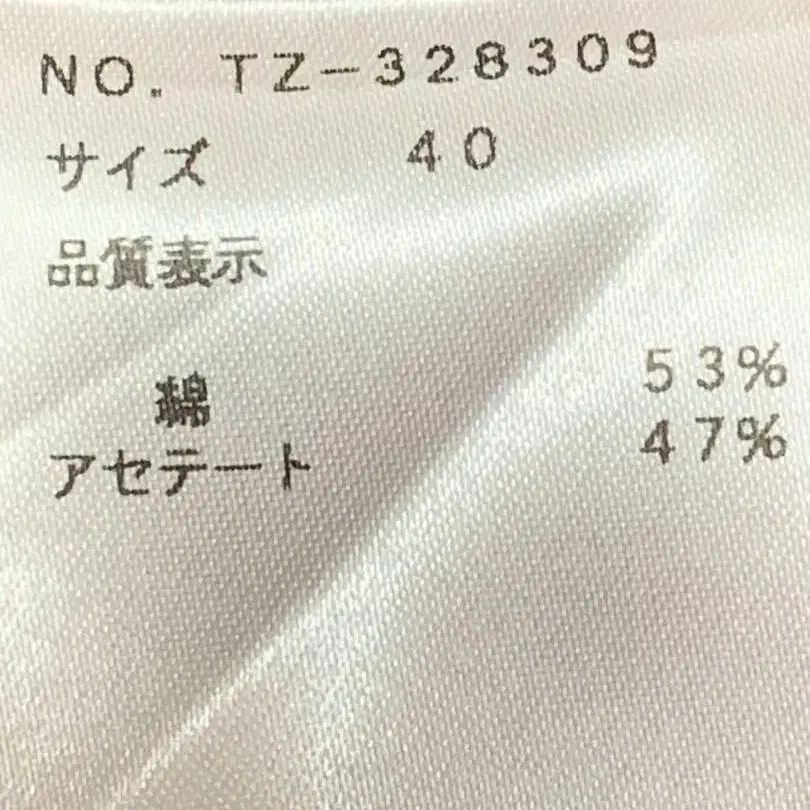 NO. TZ-328309
サイズ 40
品質表示
綿 53%
アセテート 47%